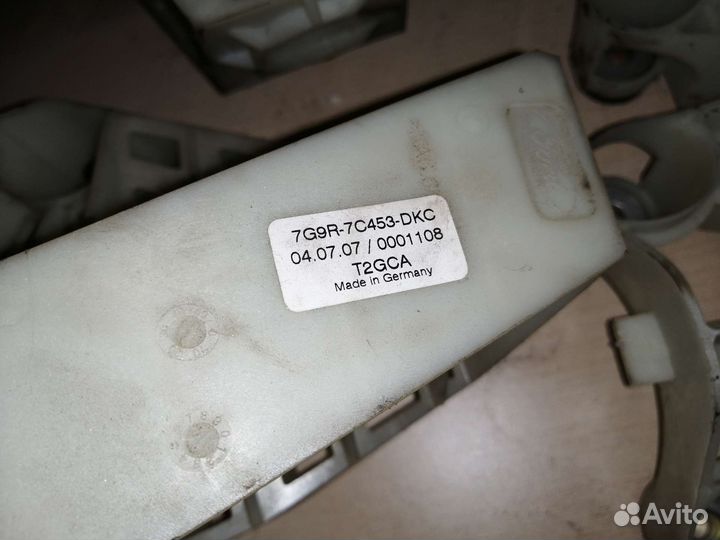 7G9R-7C453-DKC
04.07.07 / 0001108
T2GCA
Made in Germany
Avito